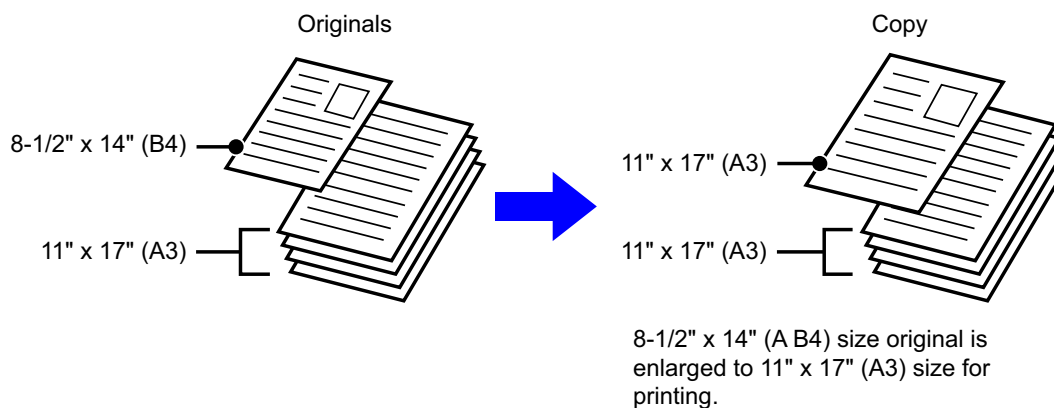 Originals
8-1/2" x 14" (B4)
11" x 17" (A3)
Copy
11" x 17" (A3)
11" x 17" (A3)
8-1/2" x 14" (A B4) size original is
enlarged to 11" x 17" (A3) size for
printing.